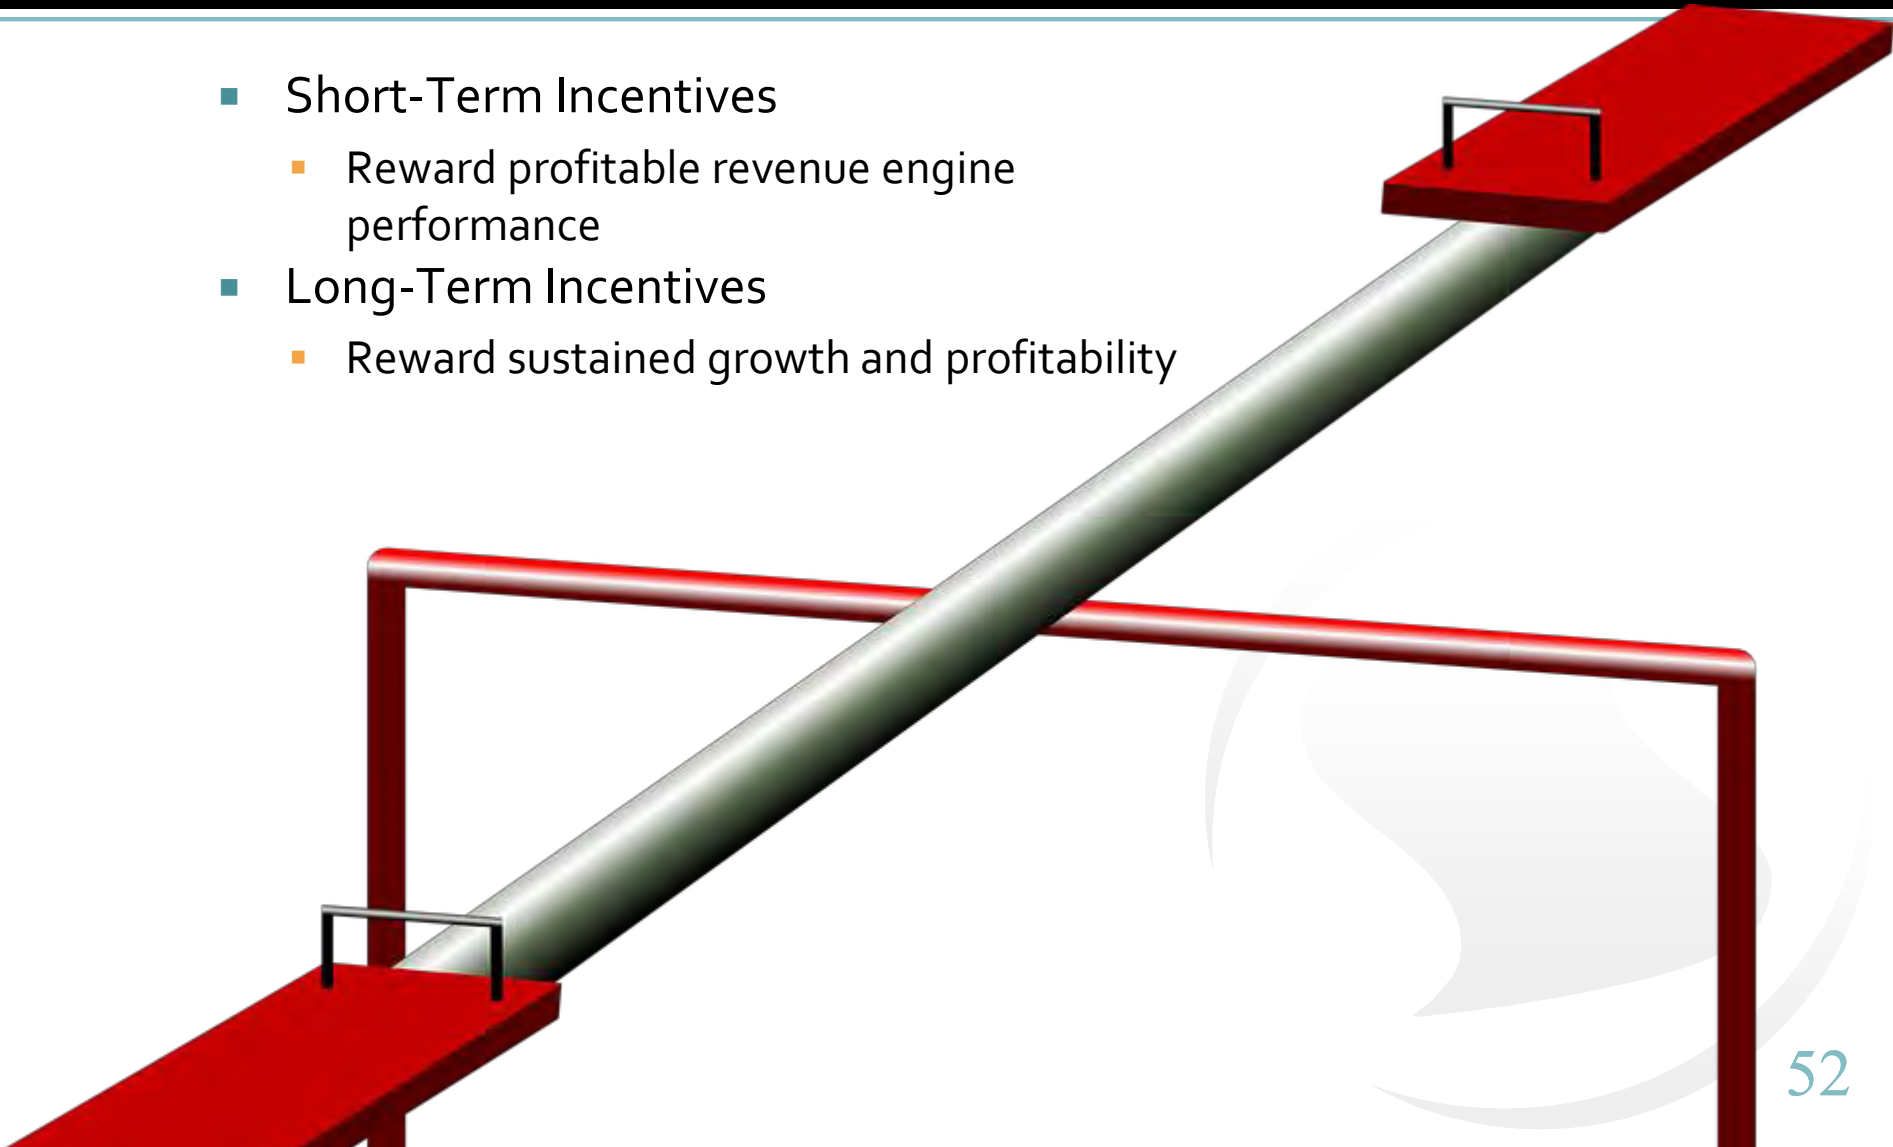 Short-Term Incentives
Reward profitable revenue engine
performance
Long-Term Incentives
Reward sustained growth and profitability
52